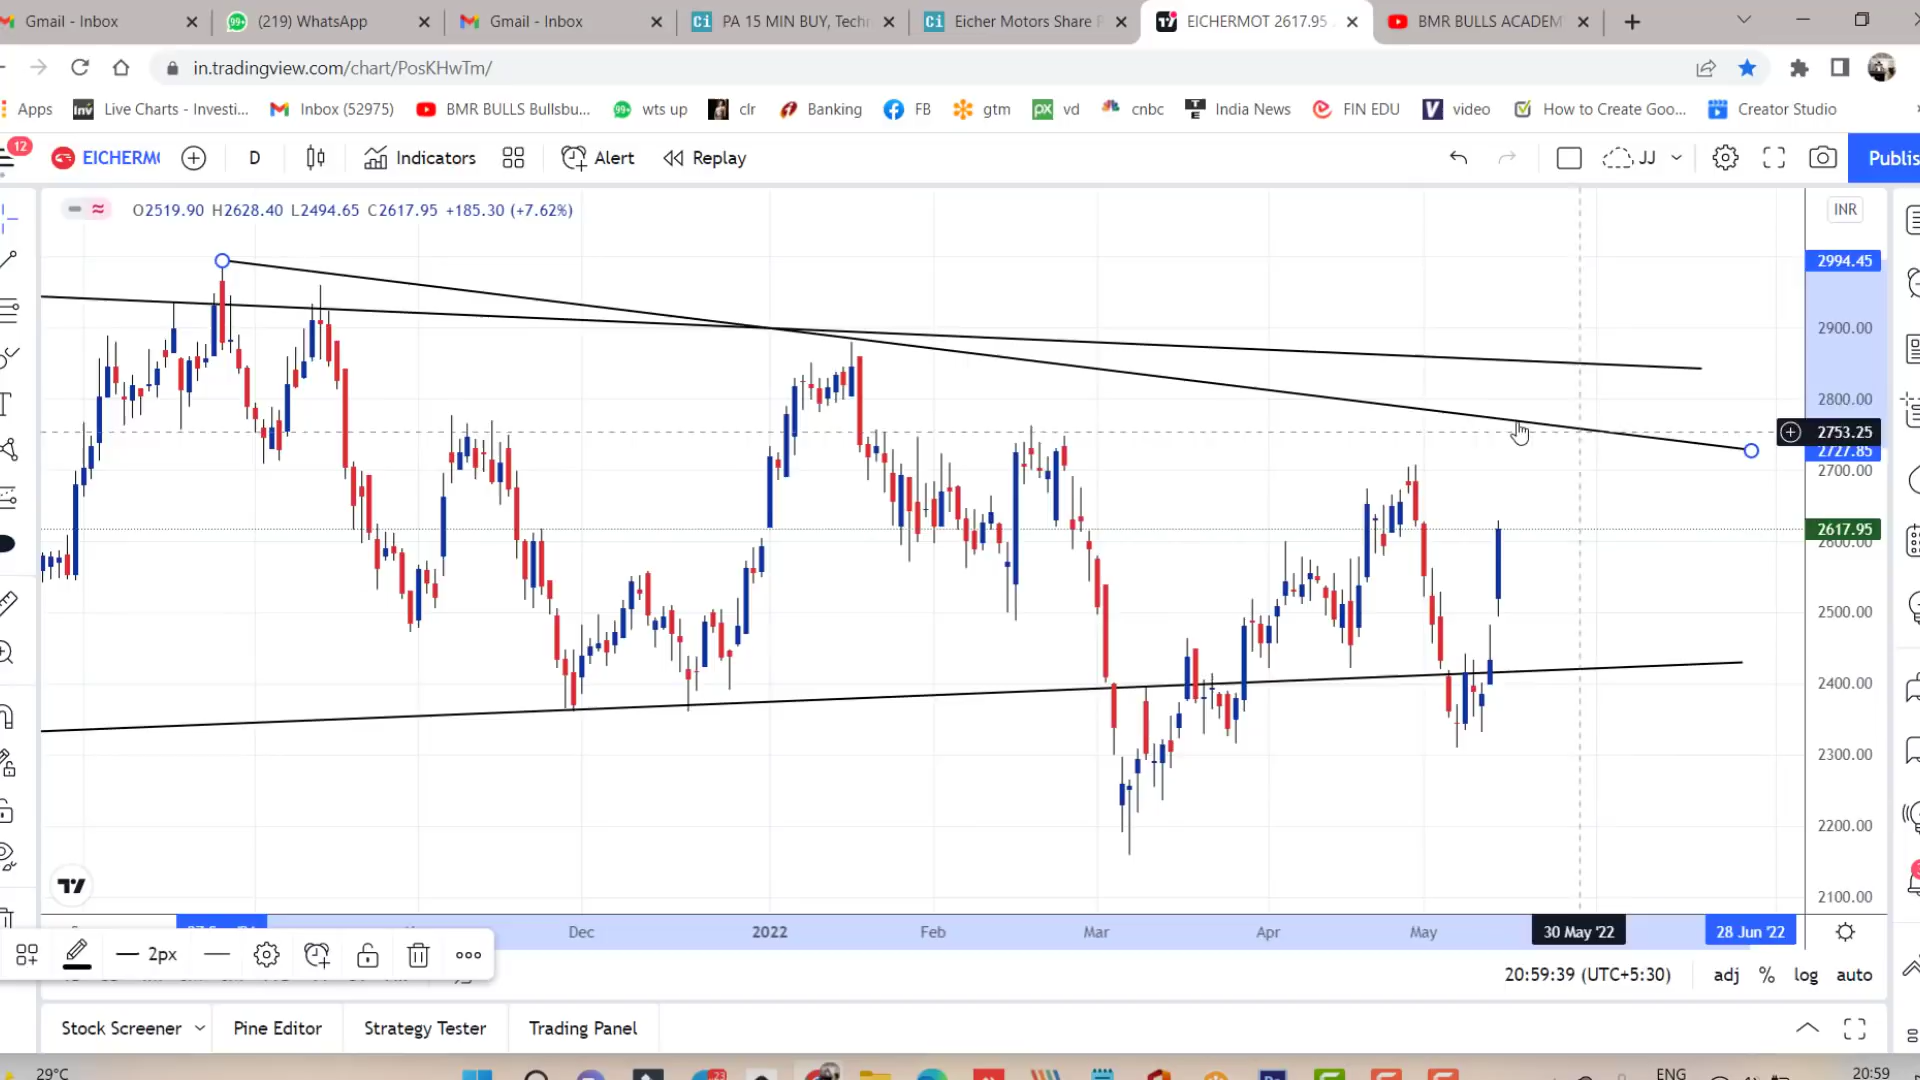 Gmail - Inbox
(219) WhatsApp
Gmail - Inbox
PA 15 MIN BUY, Techr
Eicher Motors Share P
EICHERMOT 2617.95
BMR BULLS ACADEM
in.tradingview.com/chart/PosKHwTm/
Apps
Live Charts - Investi...
Inbox (52975)
BMR BULLS Bullsbu...
wts up
clr
Banking
FB
gtm
vd
cnbc
India News
FIN EDU
video
How to Create Goo...
Creator Studio
12
EICHERM
D
Indicators
Alert
Replay
JJ
Publis
O2519.90 H2628.40 L2494.65 C2617.95 +185.30 (+7.62%)
INR
2994.45
2900.00
2800.00
2753.25
2727.85
2700.00
2617.95
2600.00
2500.00
2400.00
2300.00
2200.00
2100.00
Dec
2022
Feb
Mar
Apr
May
30 May '22
28 Jun '22
2px
20:59:39 (UTC+5:30)
adj
%
log
auto
Stock Screener
Pine Editor
Strategy Tester
Trading Panel
29°C
23
ENG
20:59